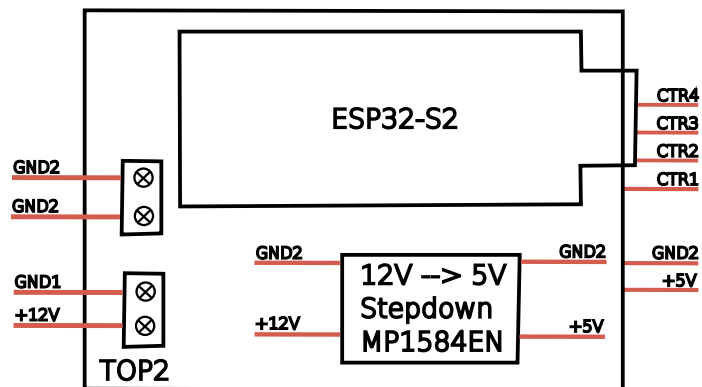 CTR4
ESP32-S2
CTR3
CTR2
GND2
CTR1
GND2
GND2
GND2
GND2
GND1
12V --> 5V
+5V
+12V
Stepdown
+12V
+5V
MP1584EN
TOP2